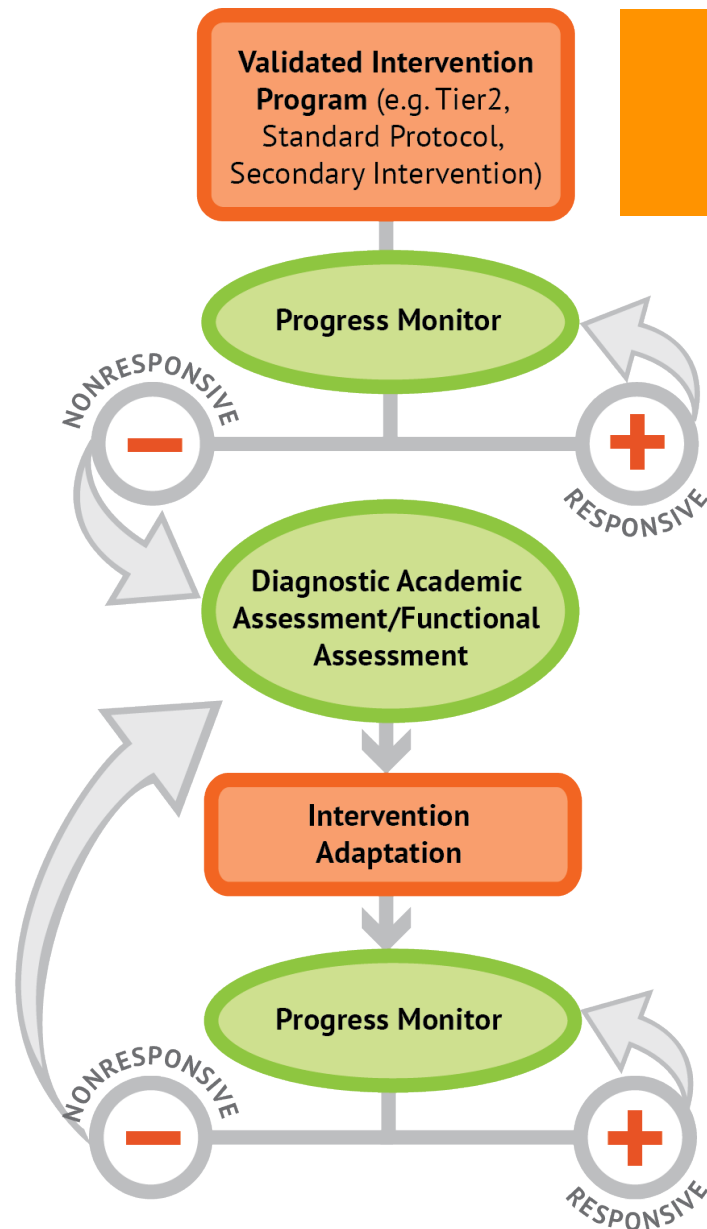 Validated Intervention
Program (e.g. Tier2,
Standard Protocol,
Secondary Intervention)
Progress Monitor
NONRESPONSIVE
RESPONSIVE
Diagnostic Academic
Assessment/Functional
Assessment
Intervention
Adaptation
Progress Monitor
NONRESPONSIVE
RESPONSIVE